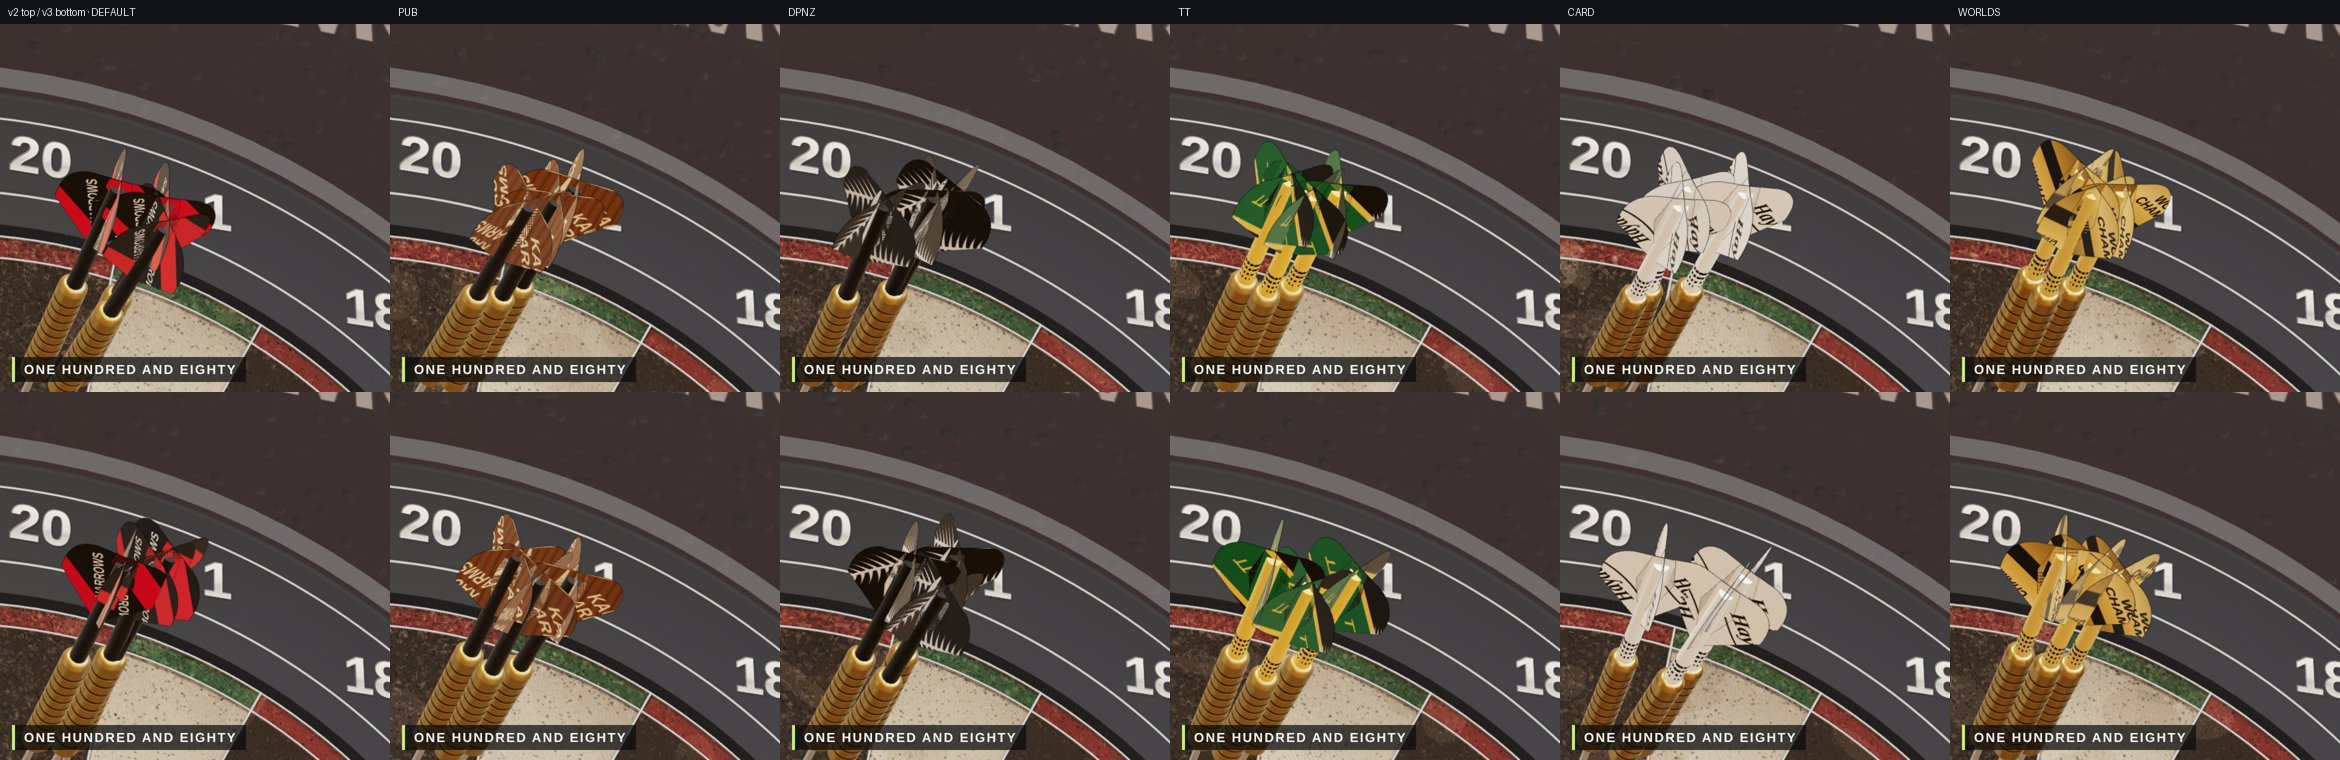 v2 top / v3 bottom · DEFAULT PUB DPNZ TT CARD WORLDS
20 20 20 20 20 20
1 1 1 1 1
18 18 18 18 18 18
ONE HUNDRED AND EIGHTY ONE HUNDRED AND EIGHTY ONE HUNDRED AND EIGHTY ONE HUNDRED AND EIGHTY ONE HUNDRED AND EIGHTY ONE HUNDRED AND EIGHTY
20 20 20 20 20 20
ARROWS TT Hay
1 1 1 1 1 1
18 18 18 18 18 18
ONE HUNDRED AND EIGHTY ONE HUNDRED AND EIGHTY ONE HUNDRED AND EIGHTY ONE HUNDRED AND EIGHTY ONE HUNDRED AND EIGHTY ONE HUNDRED AND EIGHTY